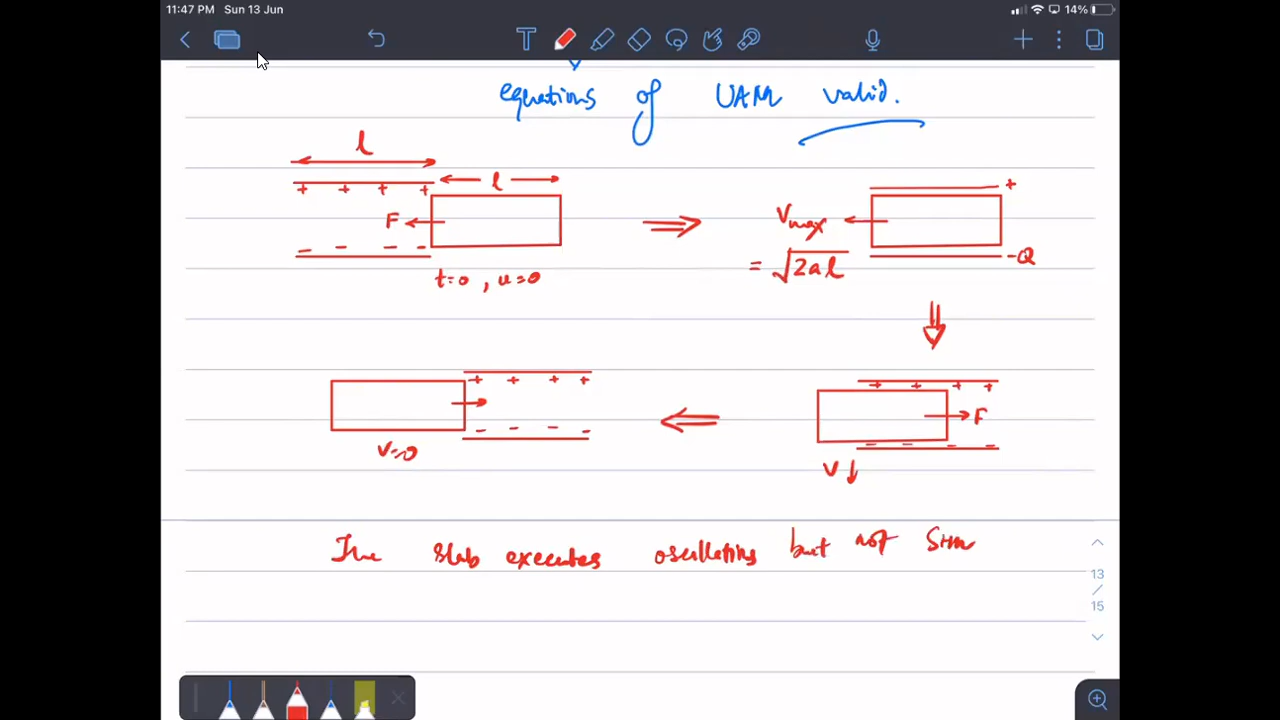 11:47 PM Sun 13 Jun 14%
T
equations of UAM valid.
l
+ + + +
l
F
- - - -
t=0, u=0
⇒
Vmax
= √2al
+
-Q
⇓
+ + + +
- - - -
V=0
⇐
+ + + +
F
- - - -
V↓
The slab executes oscillations but not SHM
13
/
15